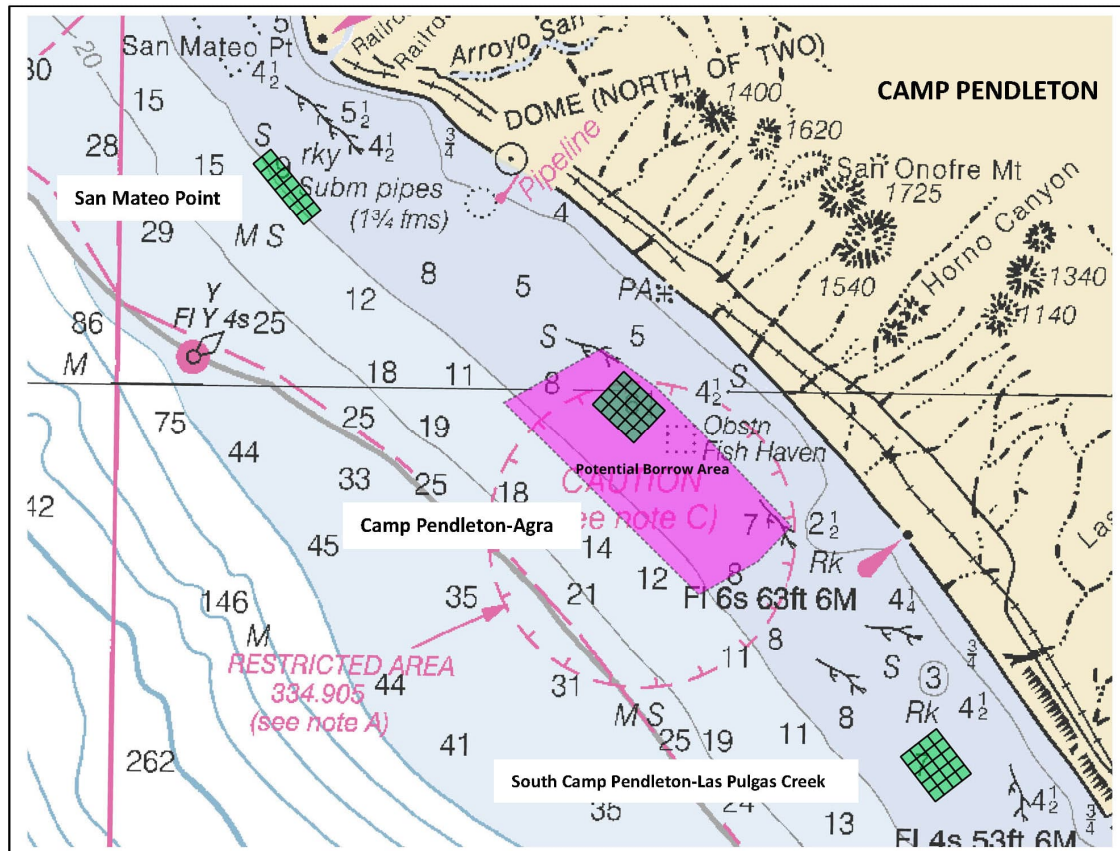 San Mateo Pt
Railro
Railro
Arroyo San
DOME (NORTH OF TWO)
CAMP PENDLETON
5
20
30
4½
15
28
5½
4½
¾
1400
1620
San Onofre Mt
1725
S
rky
15
Subm pipes
(1¾ fms)
Pipeline
4
San Mateo Point
29
M S
8
5
12
PA
1540
Horno Canyon
1340
1140
86
Y
Fl Y 4s
25
M
S
5
18
11
8
4½
S
75
25
19
Obstn
Fish Haven
44
33
25
18
Potential Borrow Area
CAUTION
ee note C)
42
Camp Pendleton-Agra
7
2½
Las
45
14
12
8
Rk
Fl 6s 63ft 6M
4¼
146
35
21
8
M
RESTRICTED AREA
334.905
(see note A)
44
11
S
3
¾
31
M S
Rk
4½
8
262
41
25
19
11
South Camp Pendleton-Las Pulgas Creek
35
24
13
4½
¾
Fl 4s 53ft 6M